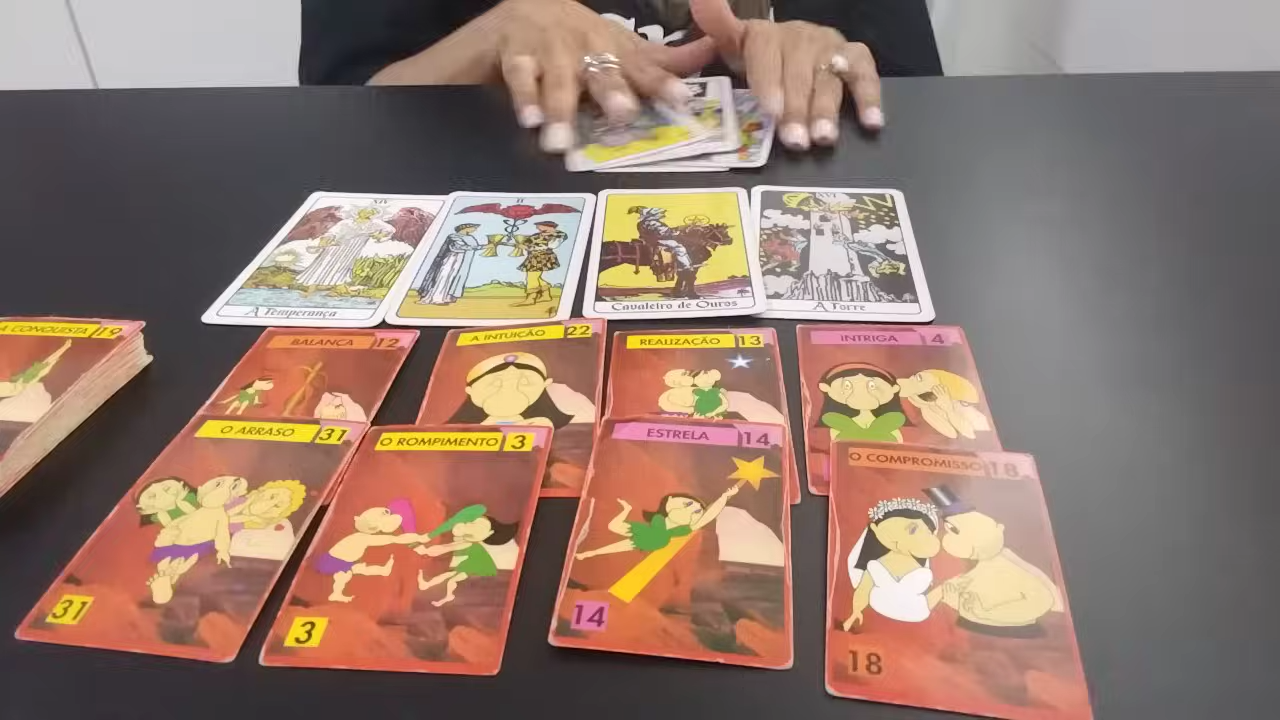 XIV
A Temperança
II
Cavaleiro de Ouros
XVI
A Torre
A CONQUISTA 19
BALANÇA 12
A INTUIÇÃO 22
REALIZAÇÃO 13
INTRIGA 4
O ARRASO 31
31
O ROMPIMENTO 3
3
ESTRELA 14
14
O COMPROMISSO 18
18